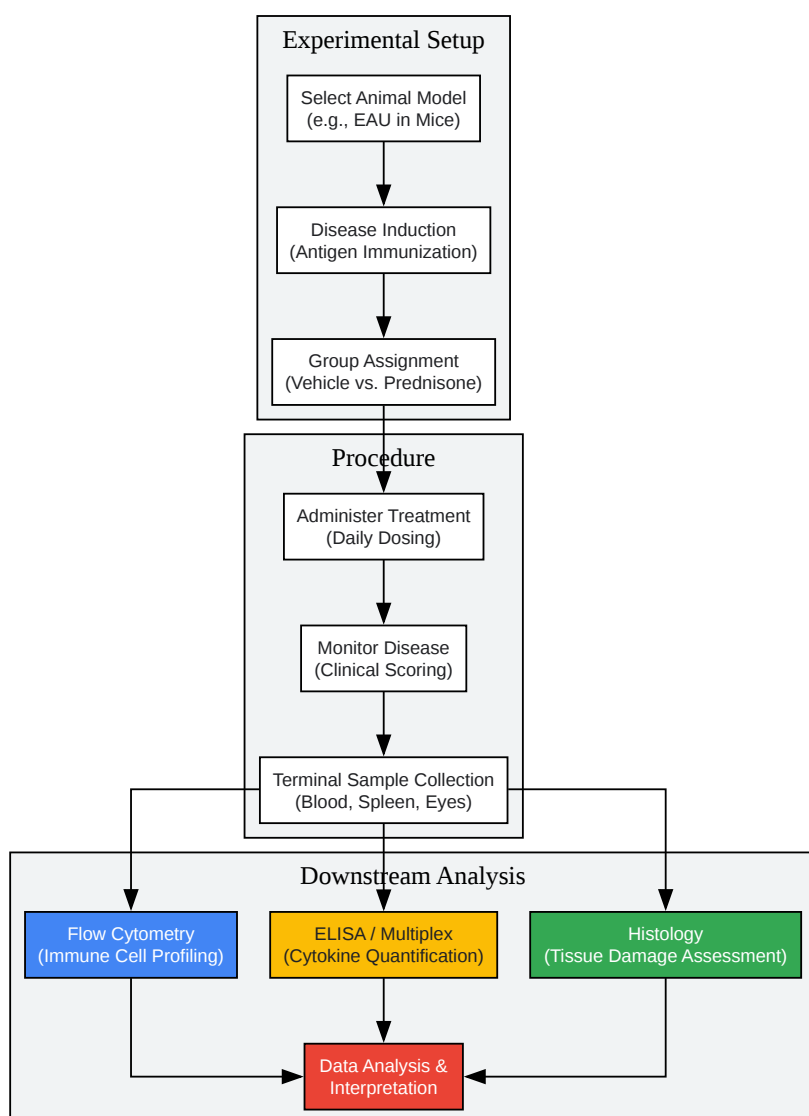 Experimental Setup
Select Animal Model
(e.g., EAU in Mice)
Disease Induction
(Antigen Immunization)
Group Assignment
(Vehicle vs. Prednisone)
Procedure
Administer Treatment
(Daily Dosing)
Monitor Disease
(Clinical Scoring)
Terminal Sample Collection
(Blood, Spleen, Eyes)
Downstream Analysis
Flow Cytometry
(Immune Cell Profiling)
ELISA / Multiplex
(Cytokine Quantification)
Histology
(Tissue Damage Assessment)
Data Analysis &
Interpretation